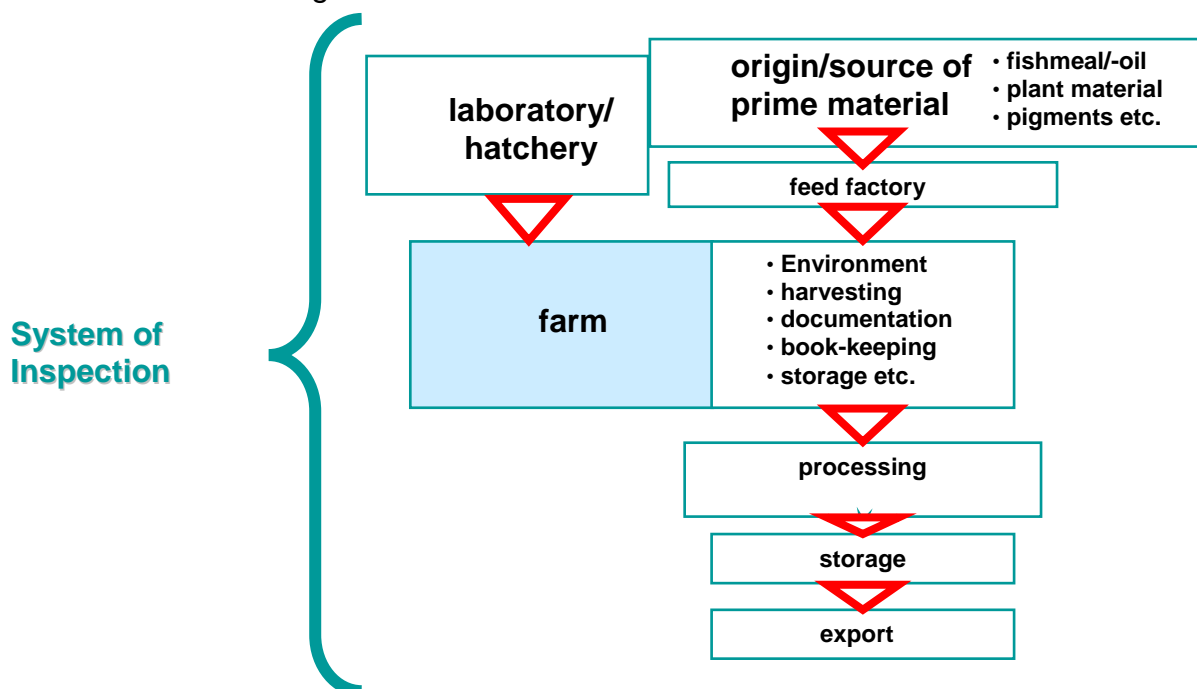 g
laboratory/
hatchery
origin/source of
prime material
• fishmeal/-oil
• plant material
• pigments etc.
feed factory
farm
• Environment
• harvesting
• documentation
• book-keeping
• storage etc.
System of
Inspection
processing
storage
export